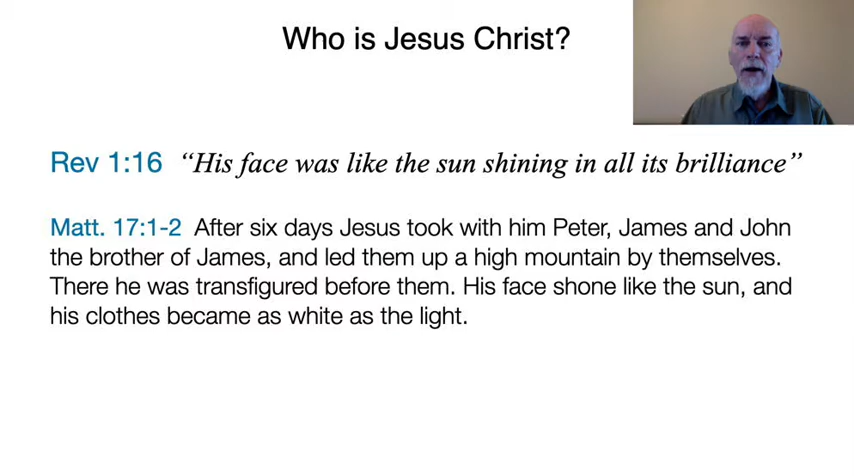 Who is Jesus Christ?
Rev 1:16 “His face was like the sun shining in all its brilliance”
Matt. 17:1-2 After six days Jesus took with him Peter, James and John
the brother of James, and led them up a high mountain by themselves.
There he was transfigured before them. His face shone like the sun, and
his clothes became as white as the light.